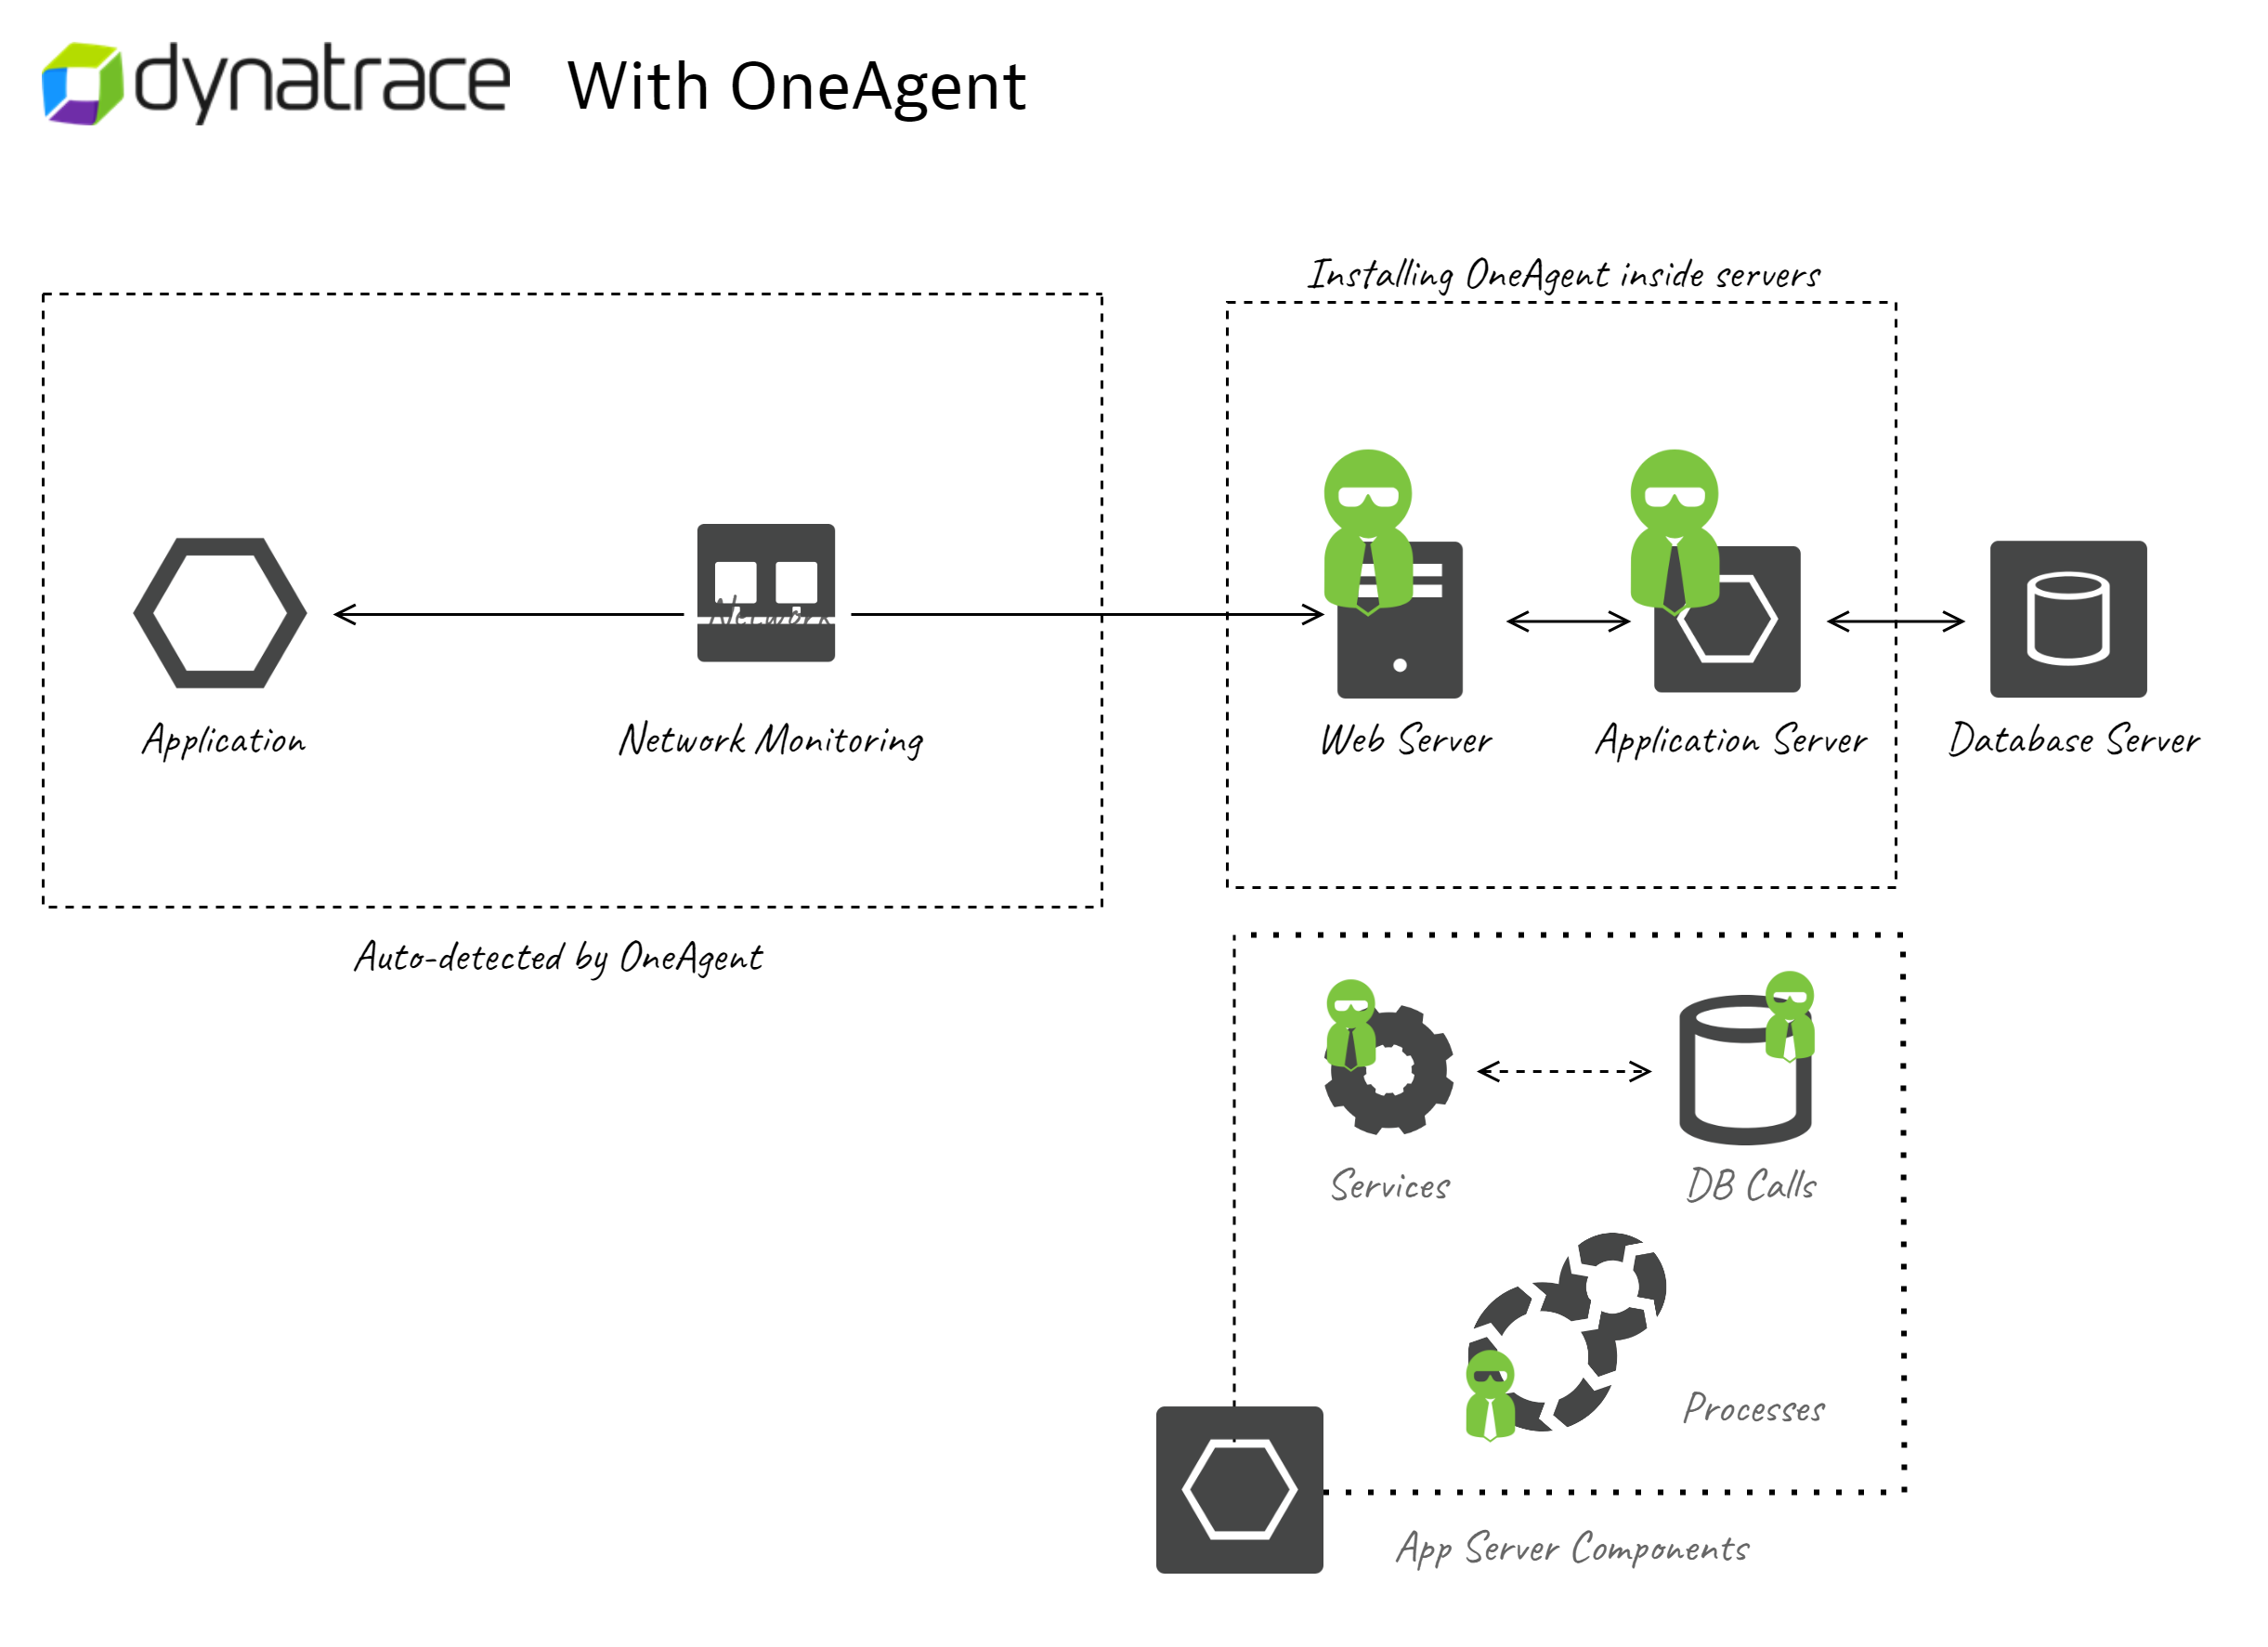 dynatrace With OneAgent
Installing OneAgent inside servers
Network
Application
Network Monitoring
Web Server
Application Server
Database Server
Auto-detected by OneAgent
Services
DB Calls
Processes
App Server Components